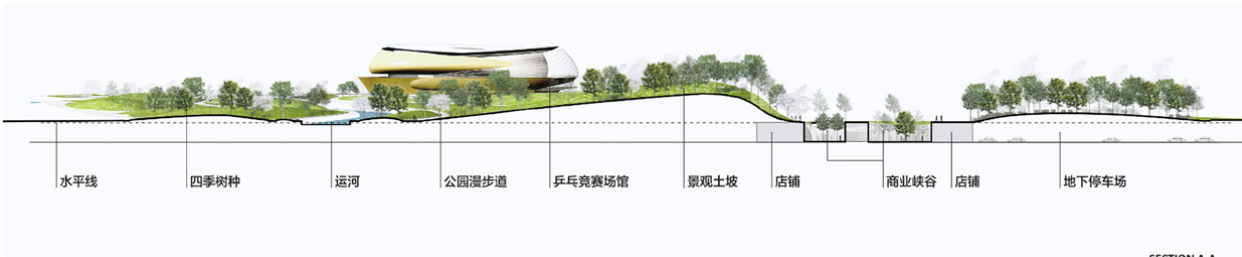 水平线
四季树种
运河
公园漫步道
乒乓竞赛场馆
景观土坡
店铺
商业峡谷
店铺
地下停车场
SECTION A-A